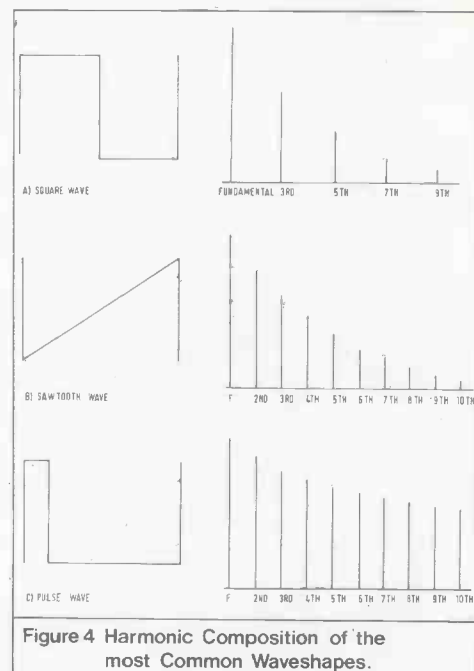 A) SQUARE WAVE
FUNDAMENTAL 3RD 5TH 7TH 9TH
B) SAWTOOTH WAVE
F 2ND 3RD 4TH 5TH 6TH 7TH 8TH 9TH 10TH
C) PULSE WAVE
F 2ND 3RD 4TH 5TH 6TH 7TH 8TH 9TH 10TH
Figure 4 Harmonic Composition of the
most Common Waveshapes.